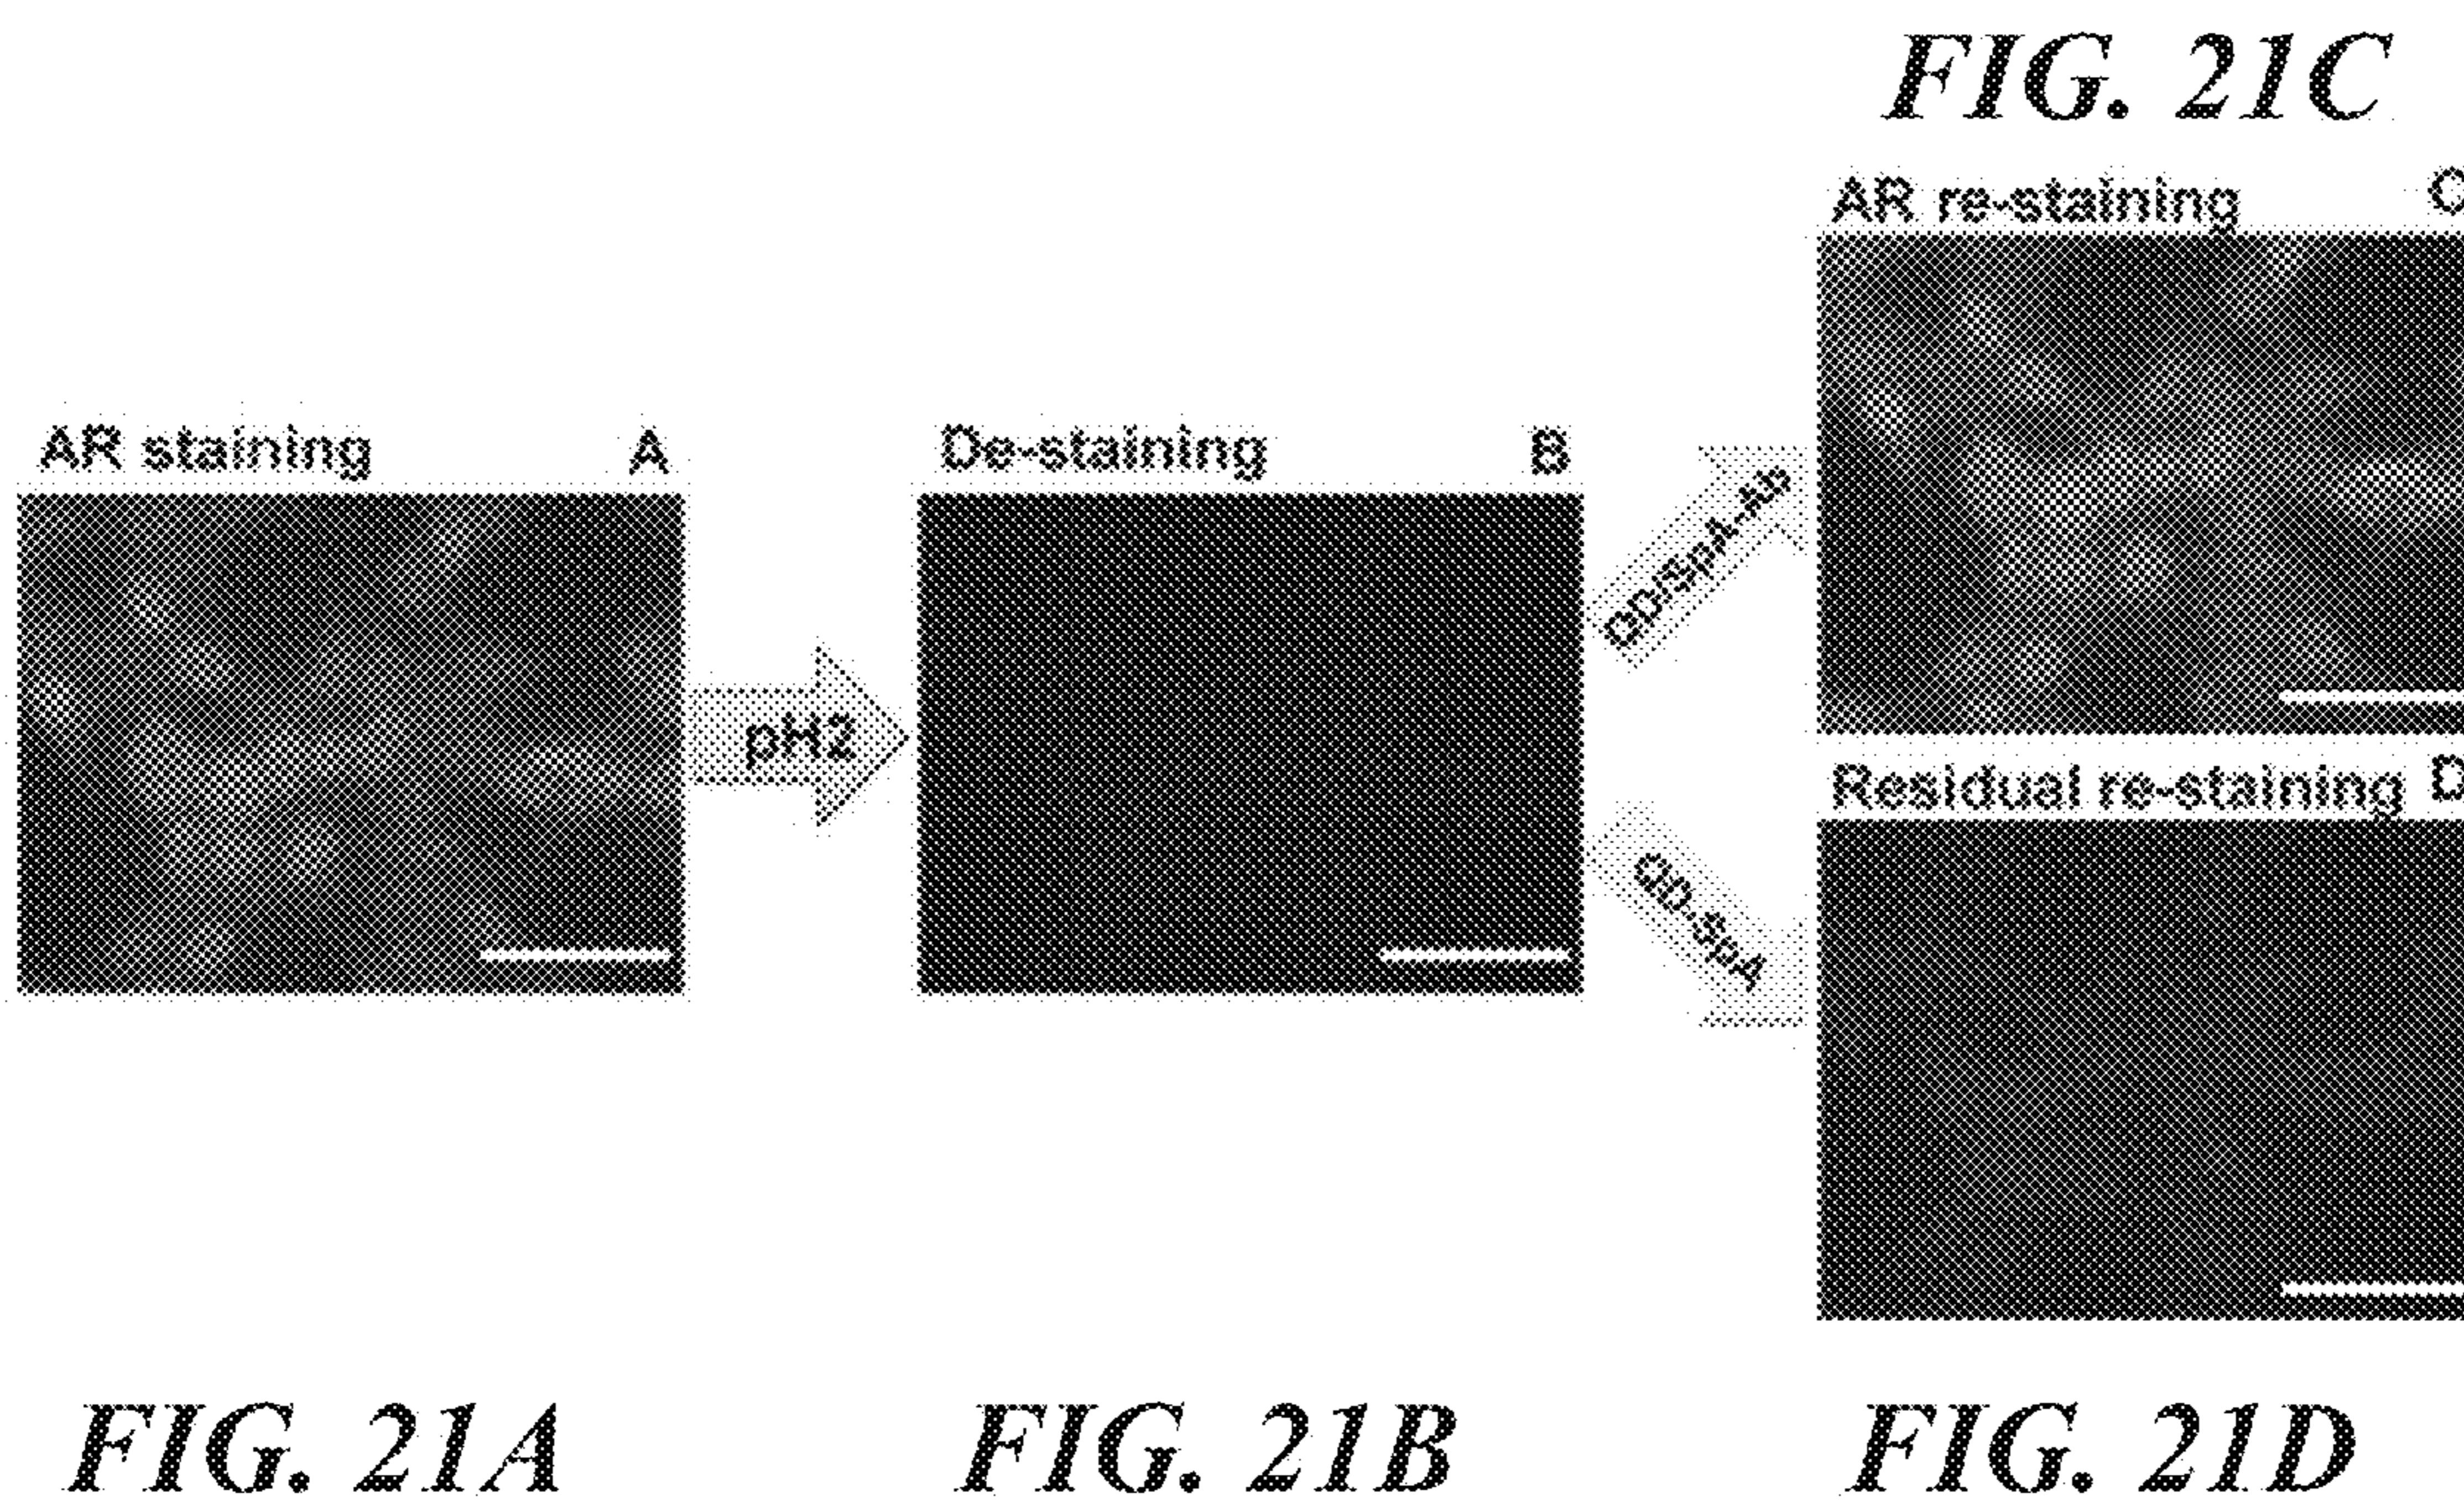 FIG. 21C
AR re-staining C
AR staining A
De-staining B
QD-SpA-Ab
pH2
Residual re-staining D
QD-SpA
FIG. 21A
FIG. 21B
FIG. 21D